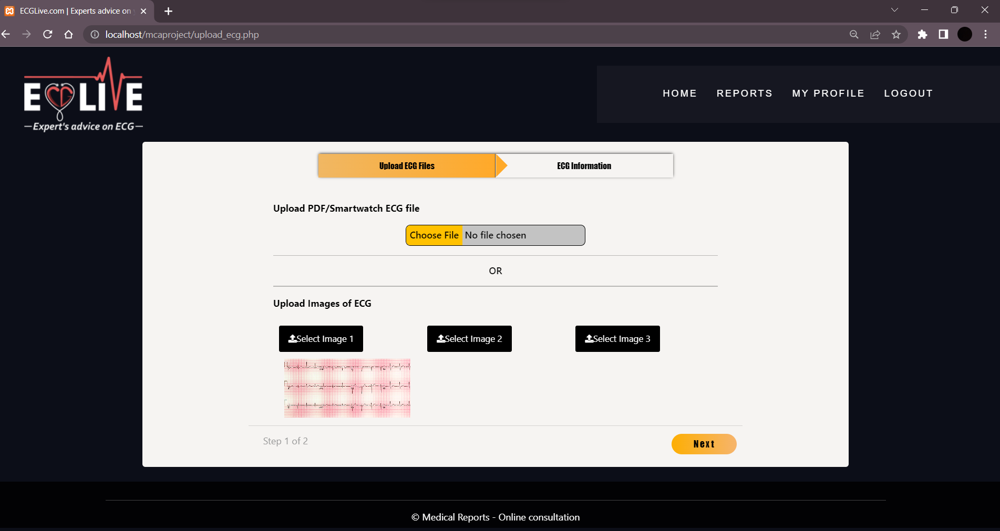 ECGLive.com | Experts advice on
localhost/mcaproject/upload_ecg.php
ECGLIVE
—Expert's advice on ECG—
HOME REPORTS MY PROFILE LOGOUT
Upload ECG Files ECG Information
Upload PDF/Smartwatch ECG file
Choose File No file chosen
OR
Upload Images of ECG
Select Image 1 Select Image 2 Select Image 3
Step 1 of 2 Next
© Medical Reports - Online consultation